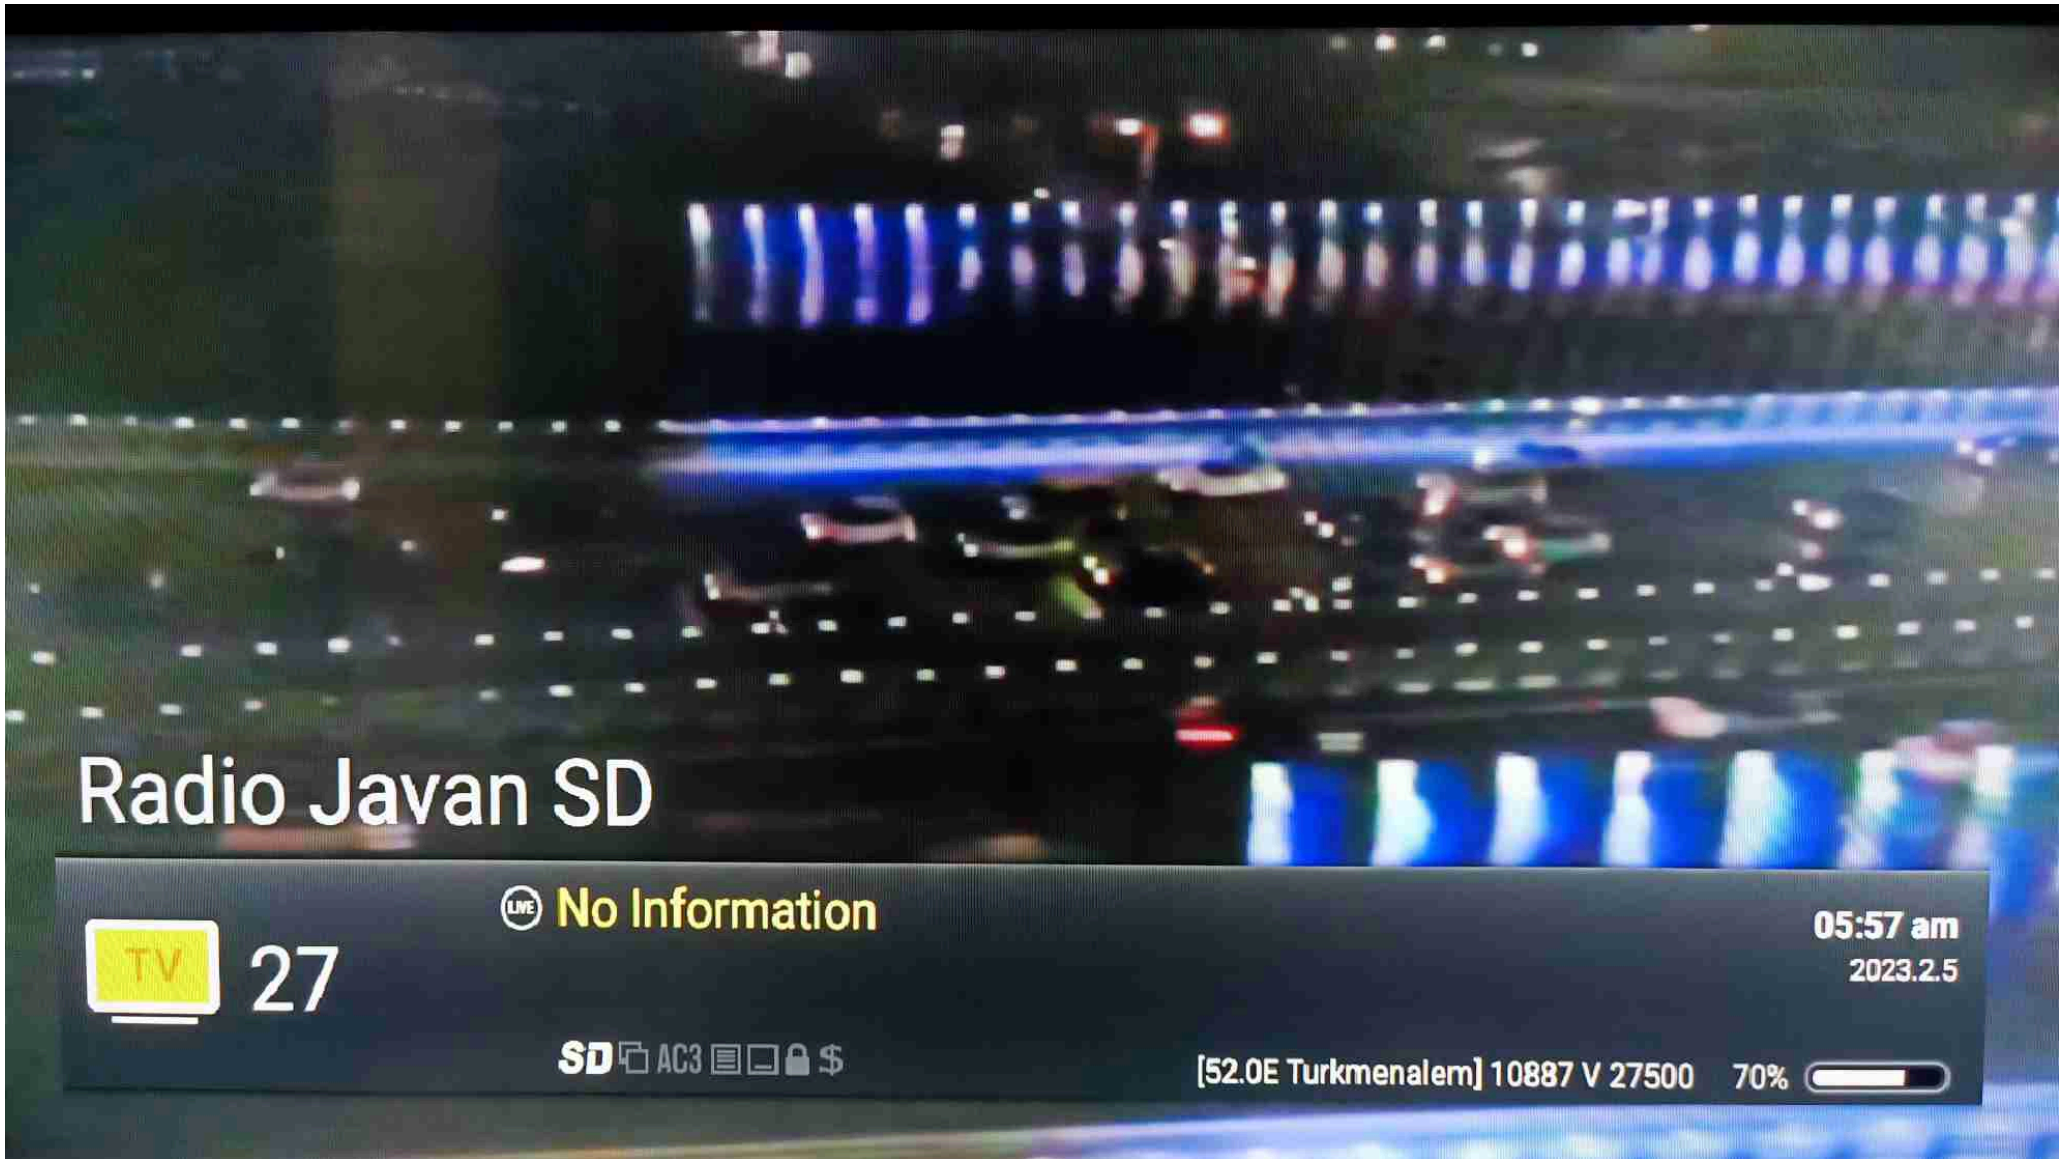 Radio Javan SD
LIVE No Information
TV 27
05:57 am
2023.2.5
SD AC3 $
[52.0E Turkmenalem] 10887 V 27500 70%